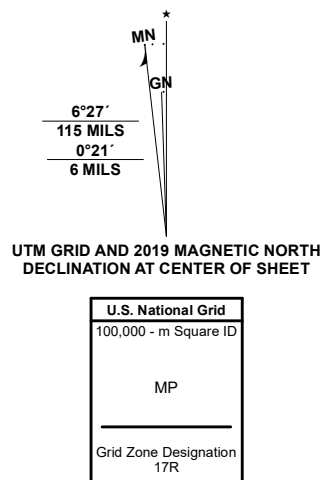 MN
GN
6°27´
115 MILS
0°21´
6 MILS
UTM GRID AND 2019 MAGNETIC NORTH
DECLINATION AT CENTER OF SHEET
U.S. National Grid
100,000 - m Square ID
MP
Grid Zone Designation
17R